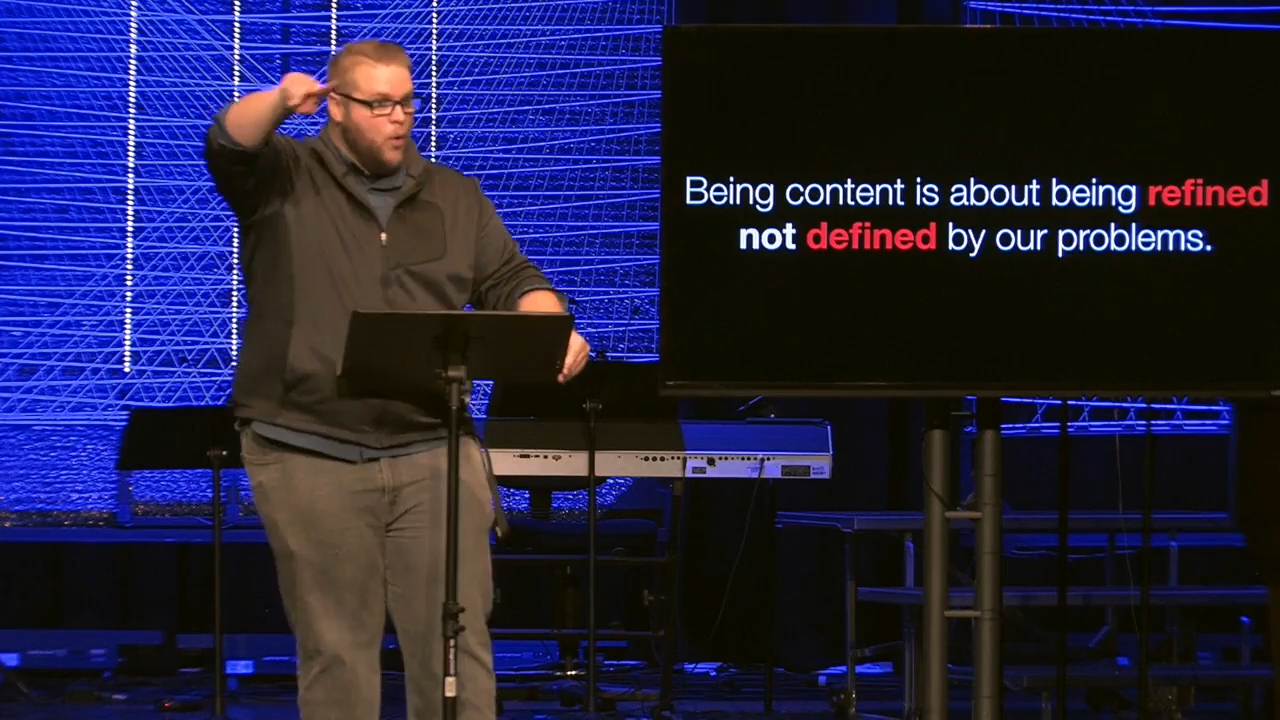 Being content is about being refined
not defined by our problems.